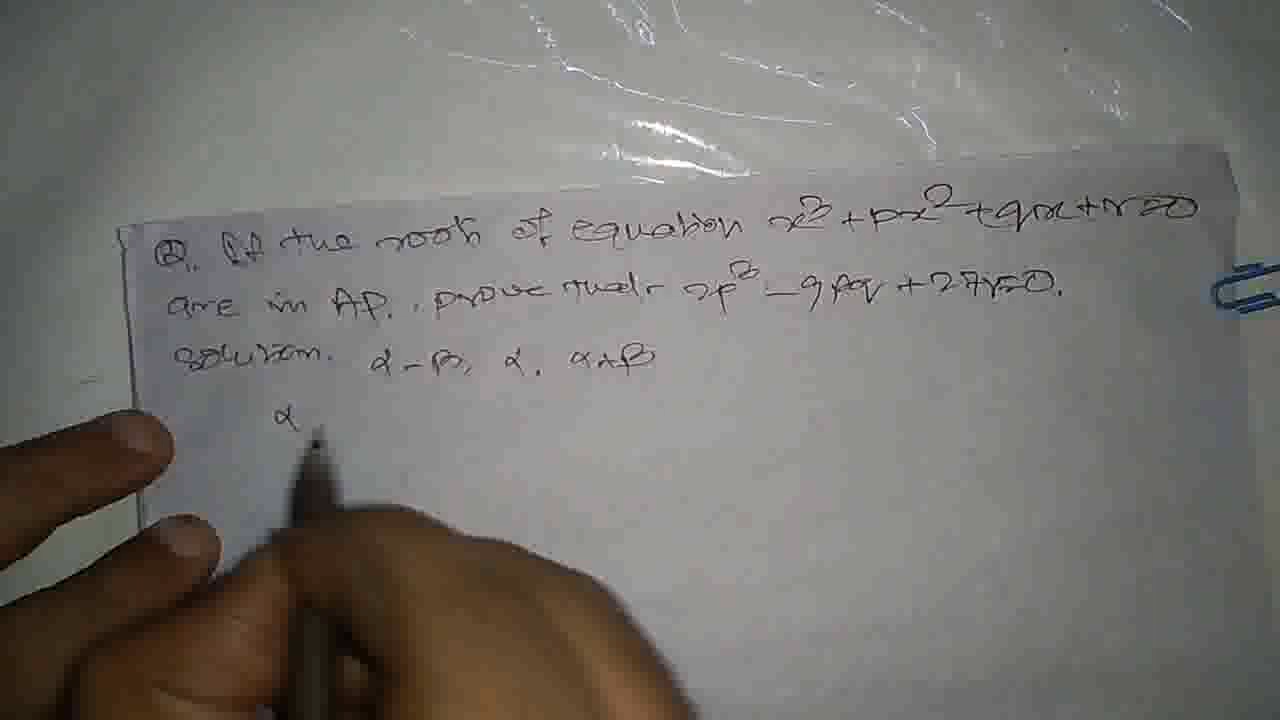 Q. If the roots of equation x³+px²+qx+r=0
are in AP. prove that 2p³-9pq+27r=0.
solution. α-β, α, α+β
α